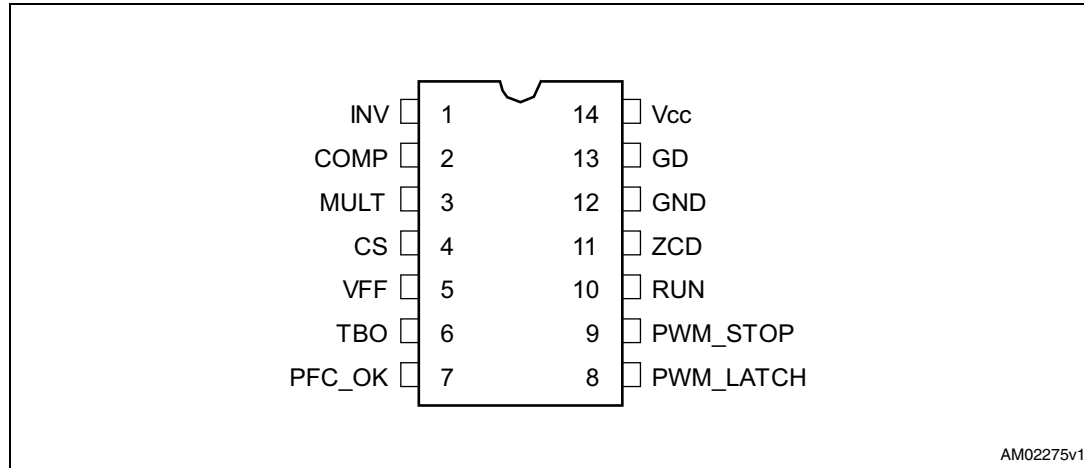 INV 1 14 Vcc
COMP 2 13 GD
MULT 3 12 GND
CS 4 11 ZCD
VFF 5 10 RUN
TBO 6 9 PWM_STOP
PFC_OK 7 8 PWM_LATCH
AM02275v1